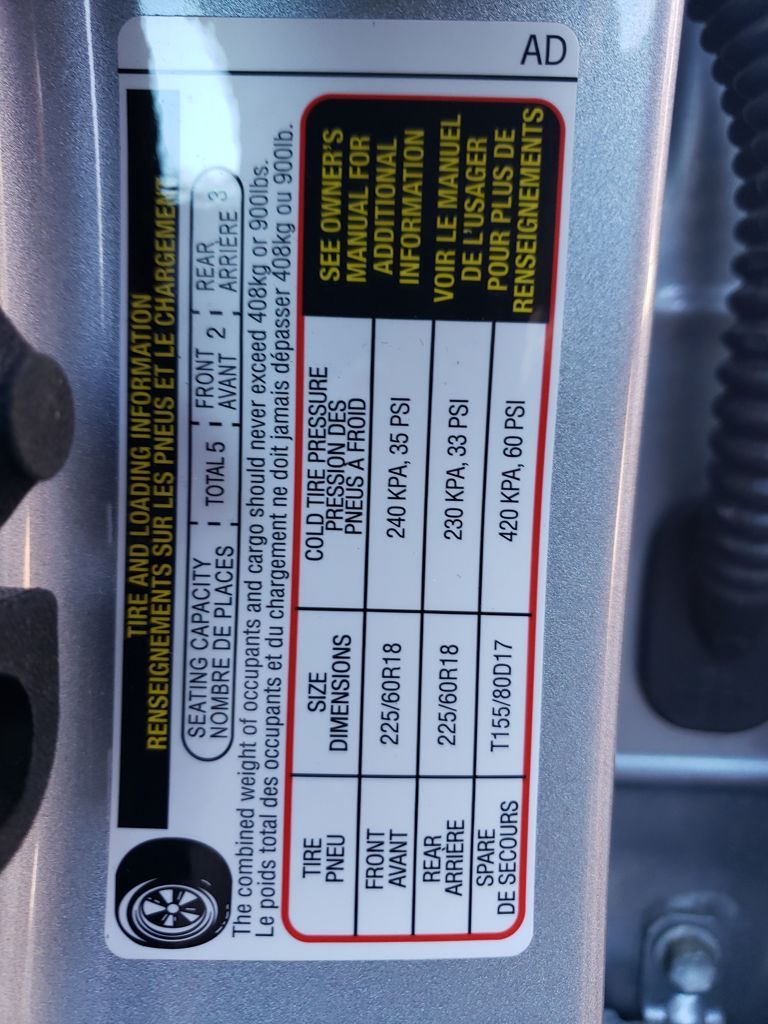 AD
TIRE AND LOADING INFORMATION
RENSEIGNEMENTS SUR LES PNEUS ET LE CHARGEMENT
SEATING CAPACITY
NOMBRE DE PLACES
TOTAL 5
FRONT
AVANT 2
REAR
ARRIÈRE 3
The combined weight of occupants and cargo should never exceed 408kg or 900lbs.
Le poids total des occupants et du chargement ne doit jamais dépasser 408kg ou 900lb.
TIRE
PNEU
SIZE
DIMENSIONS
COLD TIRE PRESSURE
PRESSION DES
PNEUS À FROID
FRONT
AVANT
225/60R18
240 KPA, 35 PSI
REAR
ARRIÈRE
225/60R18
230 KPA, 33 PSI
SPARE
DE SECOURS
T155/80D17
420 KPA, 60 PSI
SEE OWNER'S
MANUAL FOR
ADDITIONAL
INFORMATION
VOIR LE MANUEL
DE L'USAGER
POUR PLUS DE
RENSEIGNEMENTS